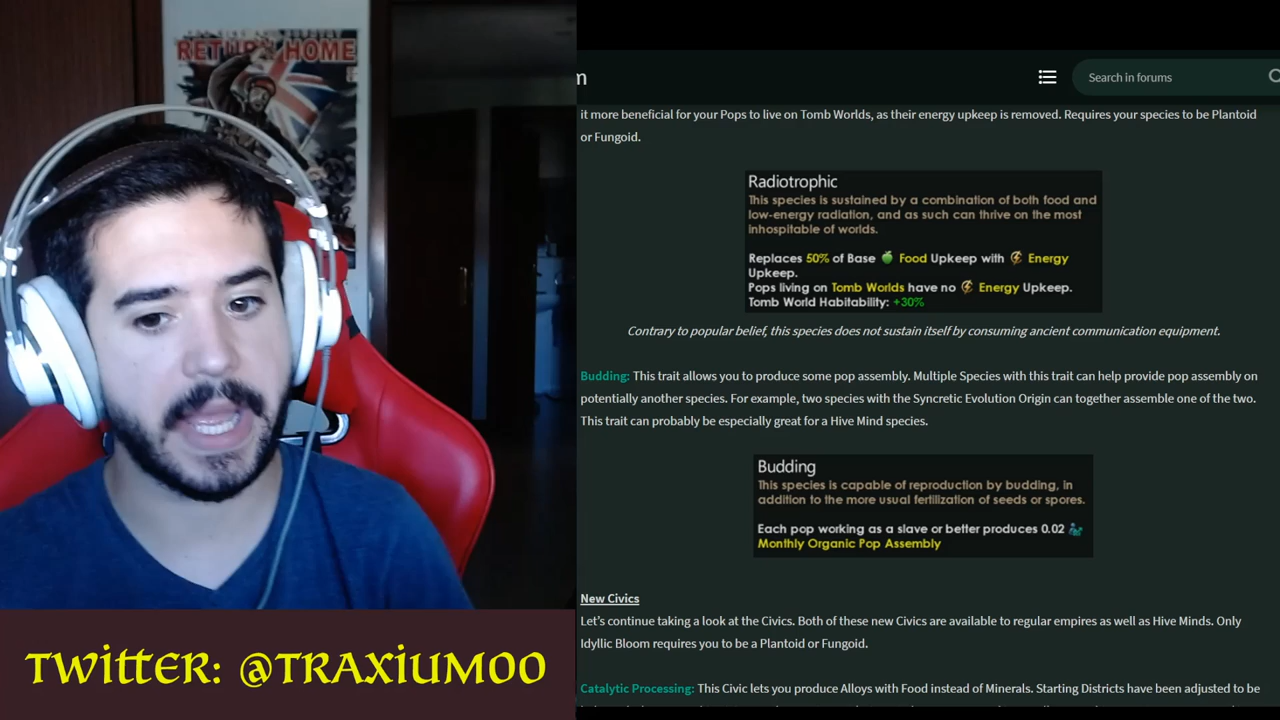 RETURN HOME
TWITTER: @TRAXIUM00
m
Search in forums
it more beneficial for your Pops to live on Tomb Worlds, as their energy upkeep is removed. Requires your species to be Plantoid
or Fungoid.
Radiotrophic
This species is sustained by a combination of both food and
low-energy radiation, and as such can thrive on the most
inhospitable of worlds.
Replaces 50% of Base Food Upkeep with Energy
Upkeep.
Pops living on Tomb Worlds have no Energy Upkeep.
Tomb World Habitability: +30%
Contrary to popular belief, this species does not sustain itself by consuming ancient communication equipment.
Budding: This trait allows you to produce some pop assembly. Multiple Species with this trait can help provide pop assembly on
potentially another species. For example, two species with the Syncretic Evolution Origin can together assemble one of the two.
This trait can probably be especially great for a Hive Mind species.
Budding
This species is capable of reproduction by budding, in
addition to the more usual fertilization of seeds or spores.
Each pop working as a slave or better produces 0.02
Monthly Organic Pop Assembly
New Civics
Let's continue taking a look at the Civics. Both of these new Civics are available to regular empires as well as Hive Minds. Only
Idyllic Bloom requires you to be a Plantoid or Fungoid.
Catalytic Processing: This Civic lets you produce Alloys with Food instead of Minerals. Starting Districts have been adjusted to be